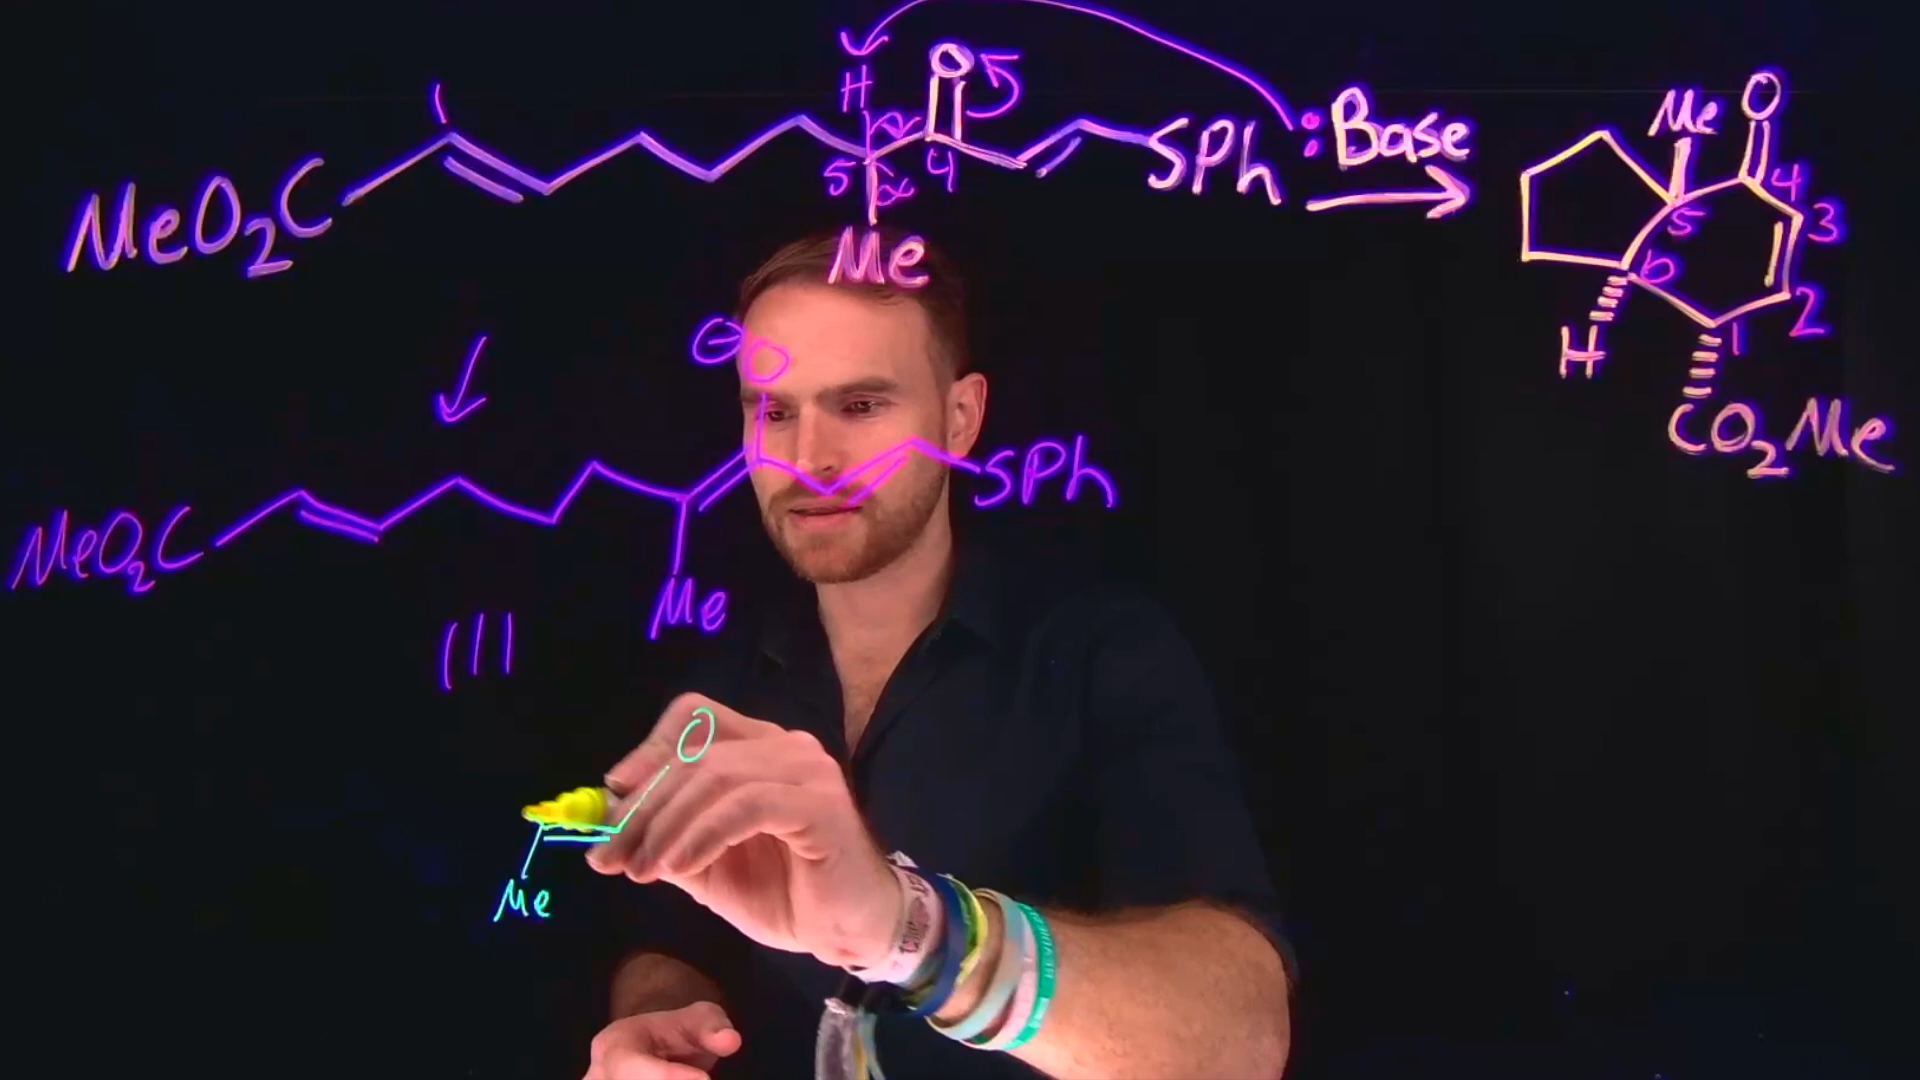 O
Me O
H
1
:Base
MeO₂C 5 4 SPh
α
α
Me
4
5 3
6
2
H 1
CO₂Me
⊖O
MeO₂C SPh
Me
O
Me